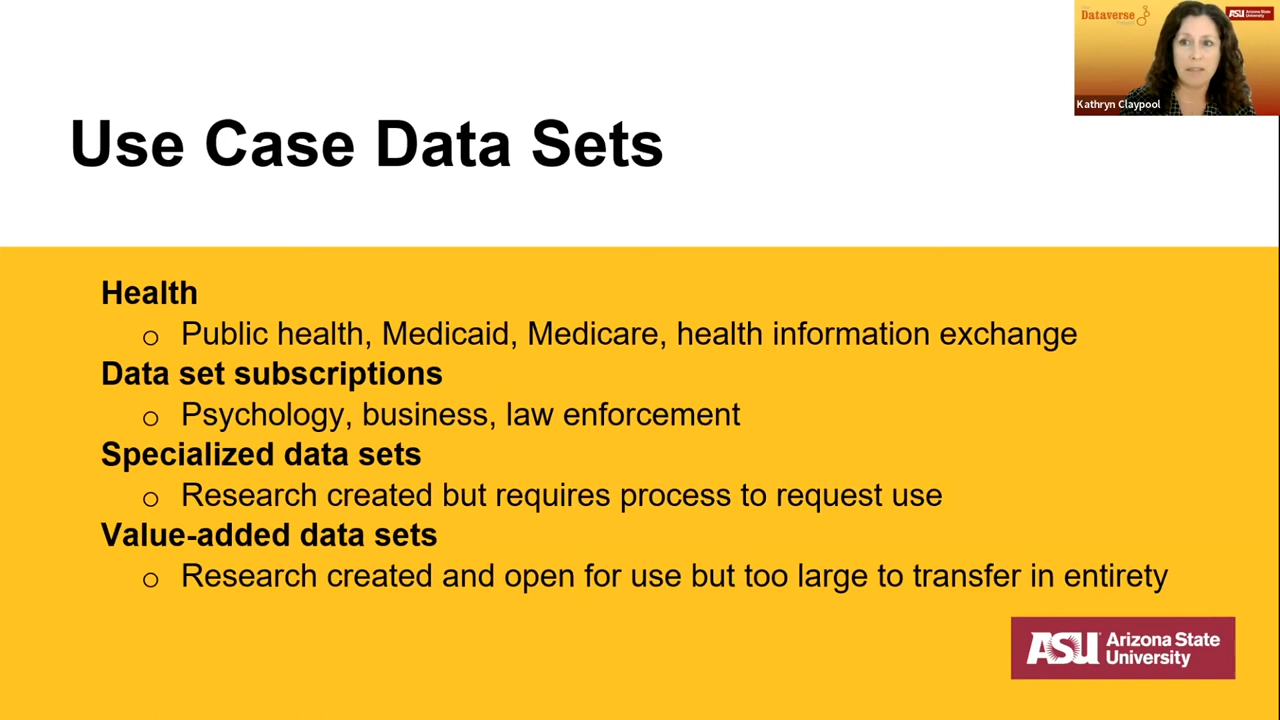 Dataverse
ASU Arizona State
University
Kathryn Claypool
Use Case Data Sets
Health
o Public health, Medicaid, Medicare, health information exchange
Data set subscriptions
o Psychology, business, law enforcement
Specialized data sets
o Research created but requires process to request use
Value-added data sets
o Research created and open for use but too large to transfer in entirety
ASU Arizona State
University